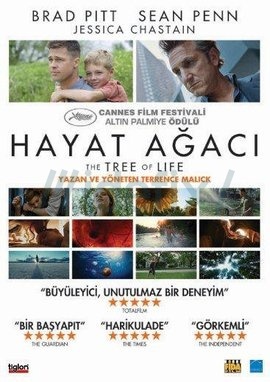 BRAD PITT SEAN PENN
JESSICA CHASTAIN
CANNES FILM FESTİVALİ
ALTIN PALMİYE ÖDÜLÜ
HAYAT AĞACI
THE TREE OF LIFE
YAZAN VE YÖNETEN TERRENCE MALICK
"BÜYÜLEYİCİ, UNUTULMAZ BİR DENEYİM"
TOTALFILM
"BİR BAŞYAPIT" "HARİKULADE" "GÖRKEMLİ"
THE GUARDIAN THE TIMES THE INDEPENDENT
tiglon
FIDA